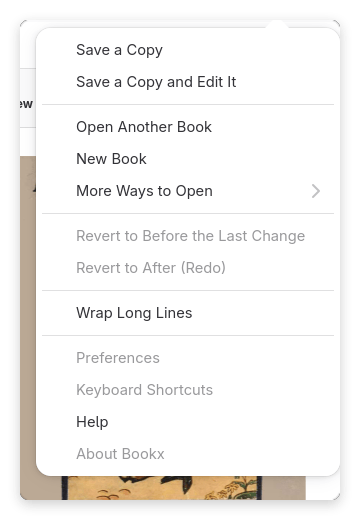 Save a Copy
Save a Copy and Edit It
Open Another Book
New Book
More Ways to Open
Revert to Before the Last Change
Revert to After (Redo)
Wrap Long Lines
Preferences
Keyboard Shortcuts
Help
About Bookx